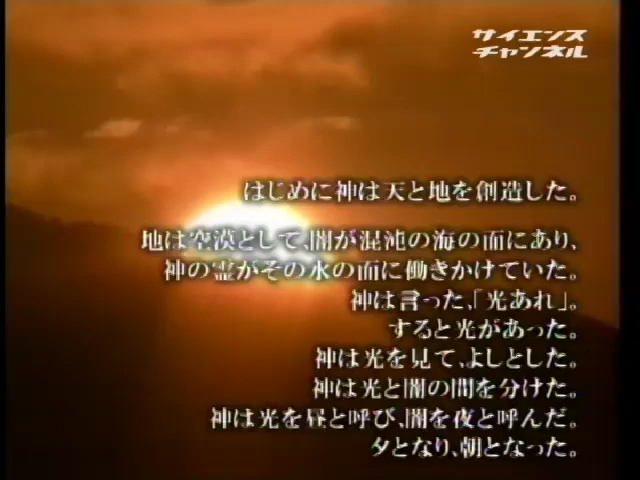 サイエンス
チャンネル
はじめに神は天と地を創造した。
地は空漠として、闇が混沌の海の面にあり、
神の霊がその水の面に働きかけていた。
神は言った、「光あれ」。
すると光があった。
神は光を見て、よしとした。
神は光と闇の間を分けた。
神は光を昼と呼び、闇を夜と呼んだ。
夕となり、朝となった。